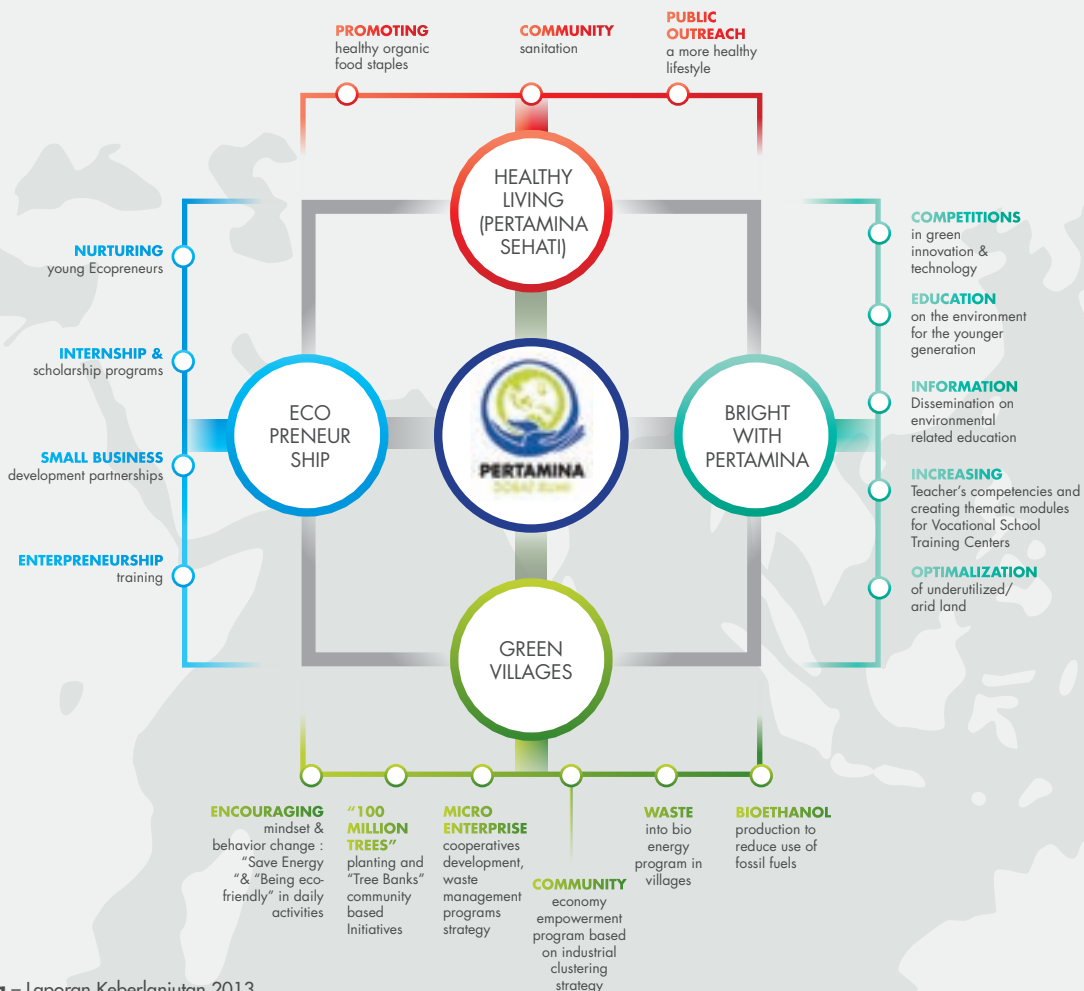 PROMOTING
healthy organic
food staples
COMMUNITY
sanitation
PUBLIC
OUTREACH
a more healthy
lifestyle
HEALTHY
LIVING
(PERTAMINA
SEHATI)
NURTURING
young Ecopreneurs
INTERNSHIP &
scholarship programs
SMALL BUSINESS
development partnerships
ENTERPRENEURSHIP
training
ECO
PRENEUR
SHIP
PERTAMINA
SOBAT BUMI
BRIGHT
WITH
PERTAMINA
COMPETITIONS
in green
innovation &
technology
EDUCATION
on the environment
for the younger
generation
INFORMATION
Dissemination on
environmental
related education
INCREASING
Teacher's competencies and
creating thematic modules
for Vocational School
Training Centers
OPTIMALIZATION
of underutilized/
arid land
GREEN
VILLAGES
ENCOURAGING
mindset &
behavior change :
"Save Energy
"& "Being eco-
friendly" in daily
activities
"100
MILLION
TREES"
planting and
"Tree Banks"
community
based
Initiatives
MICRO
ENTERPRISE
cooperatives
development,
waste
management
programs
strategy
COMMUNITY
economy
empowerment
program based
on industrial
clustering
strategy
WASTE
into bio
energy
program in
villages
BIOETHANOL
production to
reduce use of
fossil fuels
– Laporan Keberlanjutan 2013